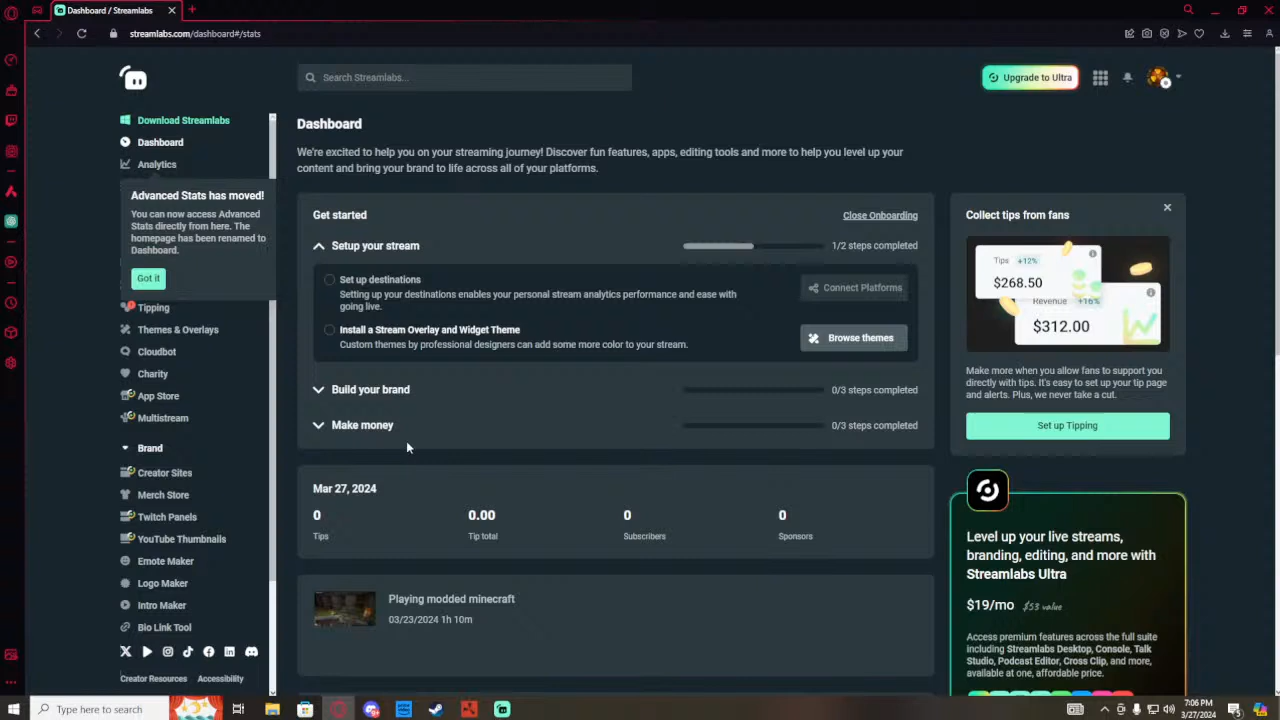 Dashboard / Streamlabs
streamlabs.com/dashboard#/stats
Search Streamlabs...
Upgrade to Ultra
Download Streamlabs
Dashboard
Analytics
Advanced Stats has moved!
You can now access Advanced
Stats directly from here. The
homepage has been renamed to
Dashboard.
Got it
Tipping
Themes & Overlays
Cloudbot
Charity
App Store
Multistream
Brand
Creator Sites
Merch Store
Twitch Panels
YouTube Thumbnails
Emote Maker
Logo Maker
Intro Maker
Bio Link Tool
Creator Resources
Accessibility
Dashboard
We're excited to help you on your streaming journey! Discover fun features, apps, editing tools and more to help you level up your
content and bring your brand to life across all of your platforms.
Get started
Close Onboarding
Setup your stream
1/2 steps completed
Set up destinations
Setting up your destinations enables your personal stream analytics performance and ease with
going live.
Connect Platforms
Install a Stream Overlay and Widget Theme
Custom themes by professional designers can add some more color to your stream.
Browse themes
Build your brand
0/3 steps completed
Make money
0/3 steps completed
Mar 27, 2024
0
0.00
0
0
Tips
Tip total
Subscribers
Sponsors
Playing modded minecraft
03/23/2024 1h 10m
Collect tips from fans
Tips +12%
$268.50
Revenue +16%
$312.00
Make more when you allow fans to support you
directly with tips. It's easy to set up your tip page
and alerts. Plus, we never take a cut.
Set up Tipping
Level up your live streams,
branding, editing, and more with
Streamlabs Ultra
$19/mo $53 value
Access premium features across the full suite
including Streamlabs Desktop, Console, Talk
Studio, Podcast Editor, Cross Clip, and more,
available at one, affordable price.
Type here to search
7:06 PM
3/27/2024